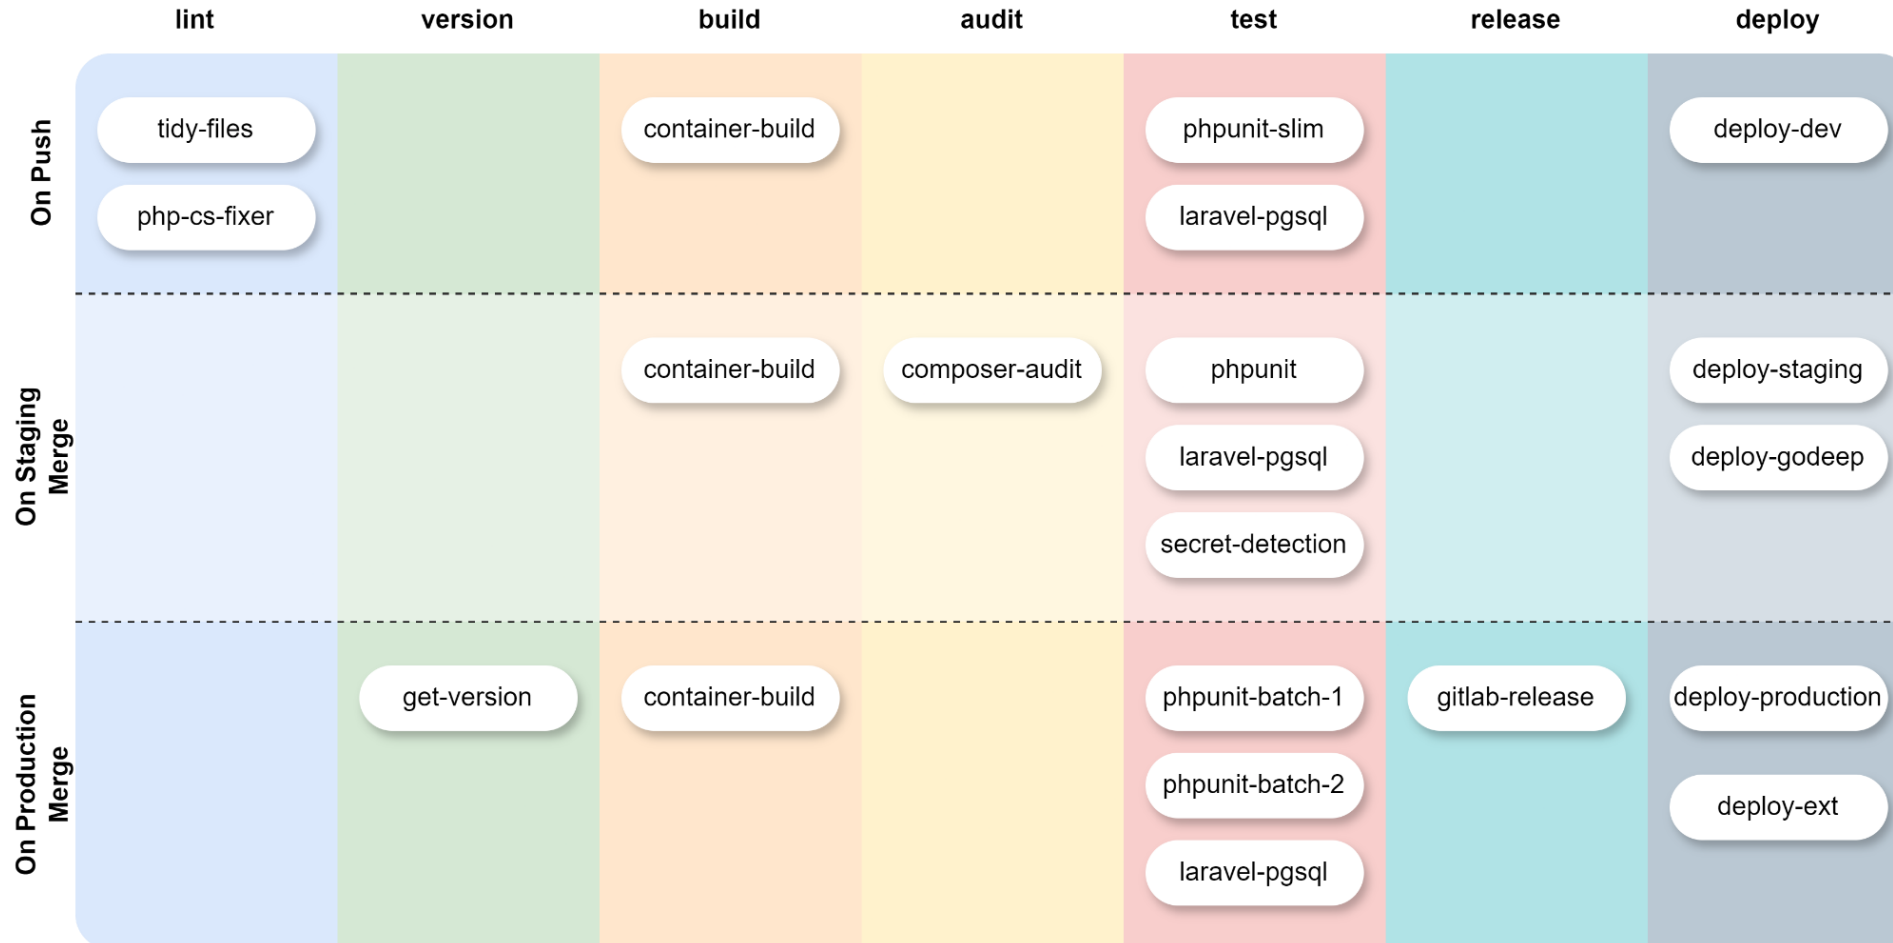 lint
version
build
audit
test
release
deploy
On Push
tidy-files
container-build
phpunit-slim
deploy-dev
php-cs-fixer
laravel-pgsql
On Staging
Merge
container-build
composer-audit
phpunit
deploy-staging
laravel-pgsql
deploy-godeep
secret-detection
On Production
Merge
get-version
container-build
phpunit-batch-1
gitlab-release
deploy-production
phpunit-batch-2
deploy-ext
laravel-pgsql